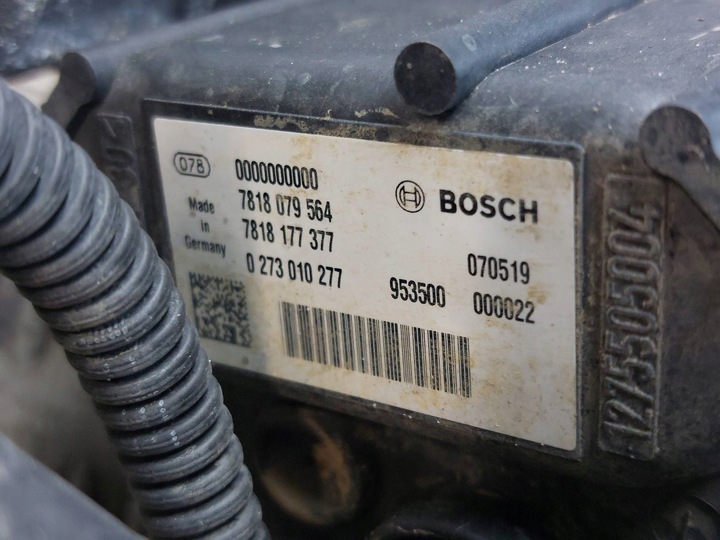 078
0000000000
7818 079 564
7818 177 377
0 273 010 277
Made
in
Germany
BOSCH
070519
953500 000022
1275505004